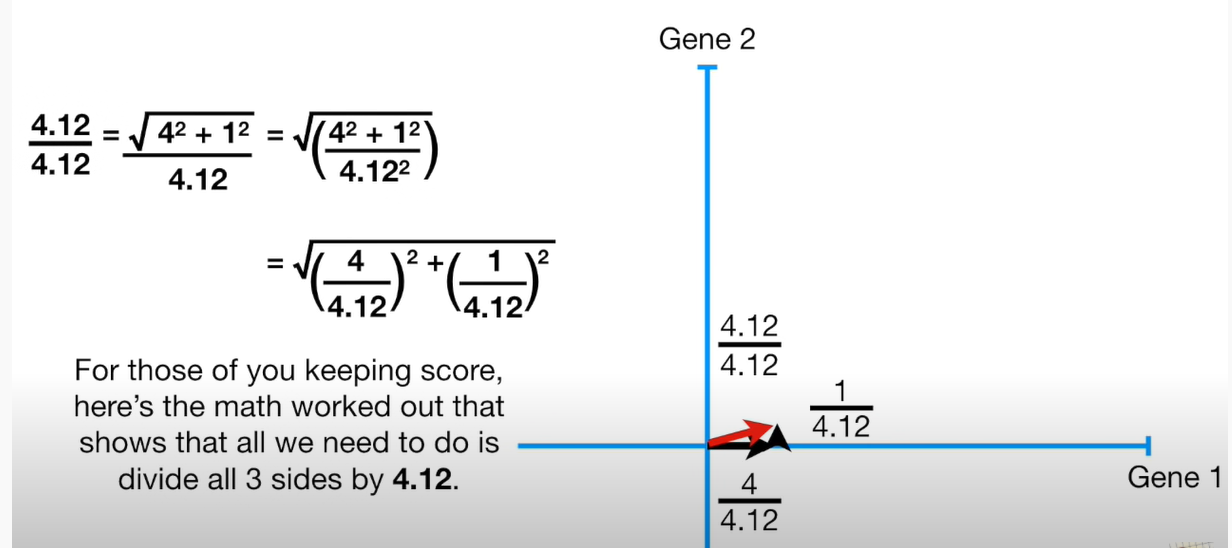 4.12/4.12 = √(4² + 1²)/4.12 = √((4² + 1²)/4.12²)
= √((4/4.12)² + (1/4.12)²)
For those of you keeping score,
here’s the math worked out that
shows that all we need to do is
divide all 3 sides by 4.12.
Gene 2
4.12/4.12
1/4.12
4/4.12
Gene 1